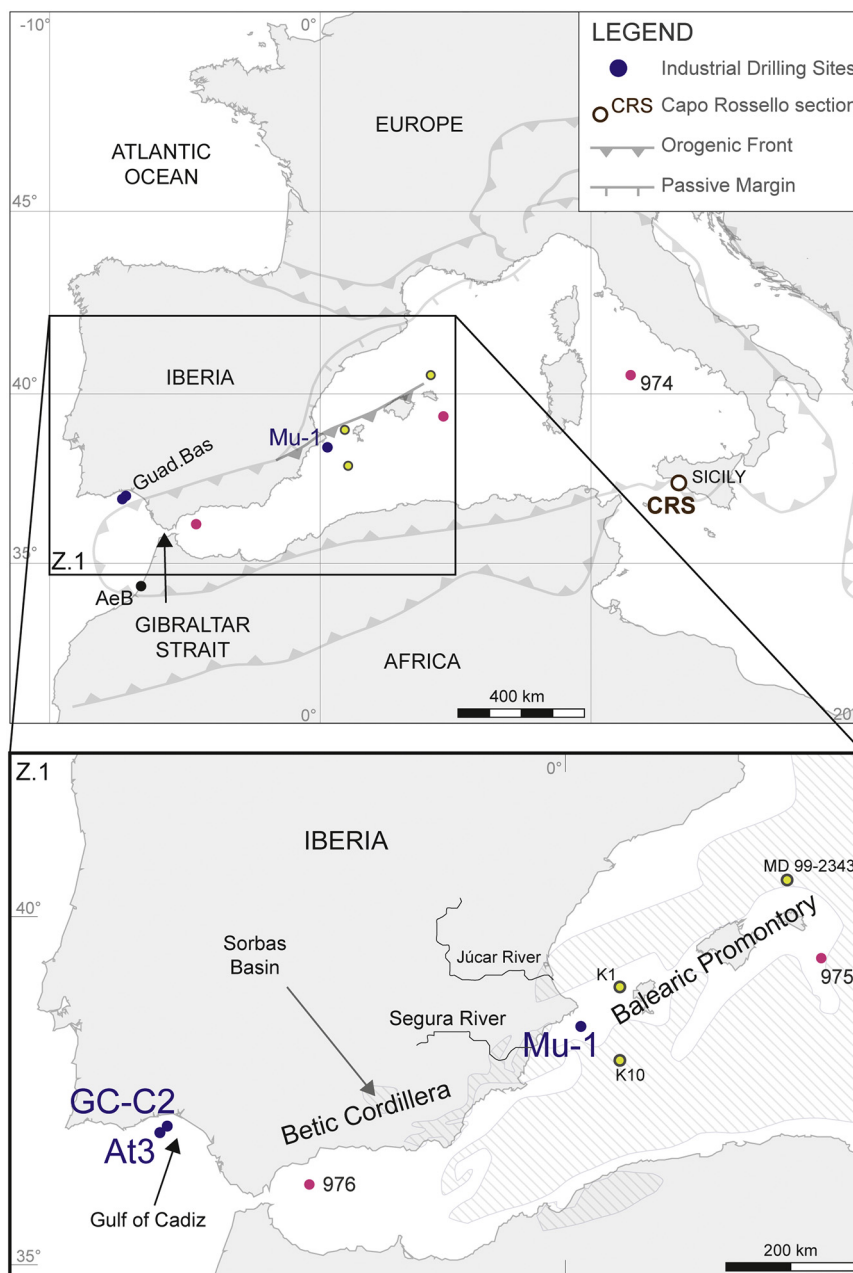 -10°
0°
LEGEND
Industrial Drilling Sites
CRS Capo Rossello section
Orogenic Front
Passive Margin
EUROPE
ATLANTIC
OCEAN
45°
IBERIA
40°
974
Mu-1
Guad.Bas
SICILY
CRS
35°
Z.1
AeB
GIBRALTAR
STRAIT
AFRICA
400 km
0°
20°
Z.1
0°
IBERIA
MD 99-2343
40°
Sorbas
Basin
Júcar River
K1
Balearic Promontory
975
Segura River
Mu-1
K10
GC-C2
Betic Cordillera
At3
976
Gulf of Cadiz
200 km
35°